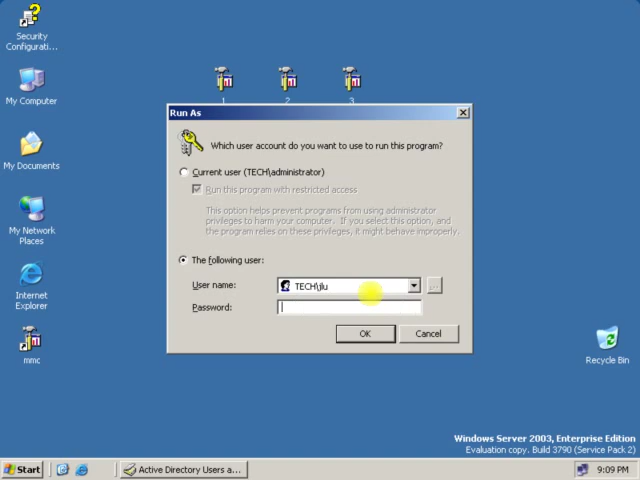 Security
Configurati...
My Computer
1
2
3
Run As
Which user account do you want to use to run this program?
My Documents
Current user (TECH\administrator)
Run this program with restricted access
This option helps prevent programs from using administrator
privileges to harm your computer. If you select this option, and
the program relies on these privileges, it might behave improperly.
My Network
Places
The following user:
User name:
TECH\jlu
...
Internet
Explorer
Password:
OK
Cancel
mmc
Recycle Bin
Windows Server 2003, Enterprise Edition
Evaluation copy. Build 3790 (Service Pack 2)
Start
Active Directory Users a...
9:09 PM